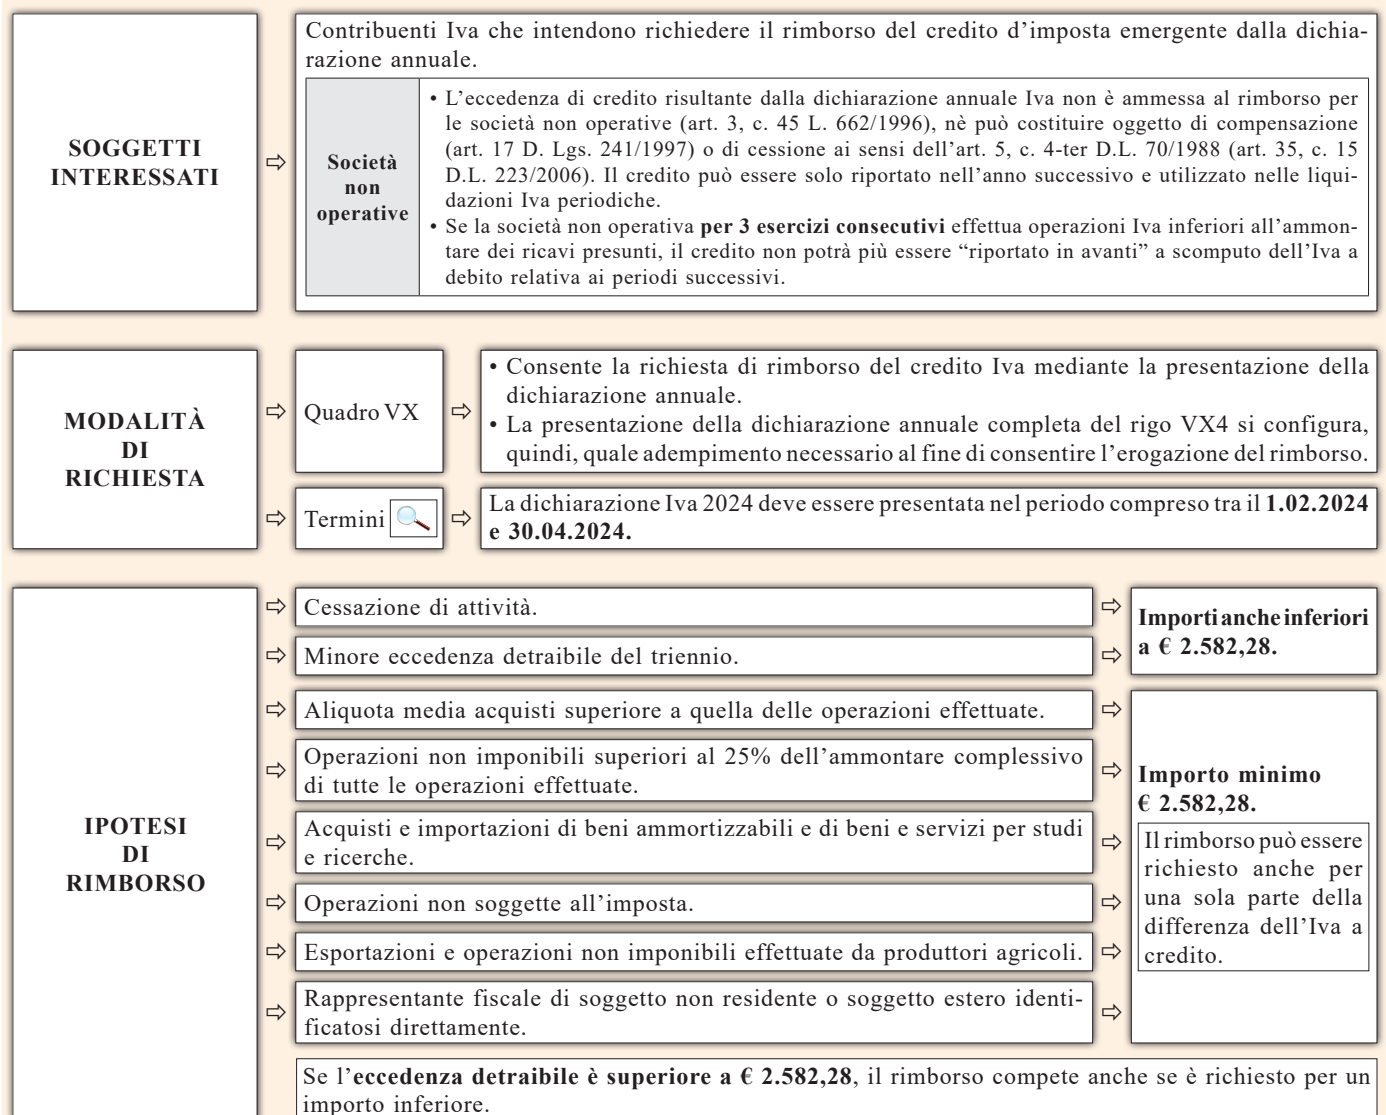 SOGGETTI
INTERESSATI
Contribuenti Iva che intendono richiedere il rimborso del credito d'imposta emergente dalla dichia-
razione annuale.
Società
non
operative
• L'eccedenza di credito risultante dalla dichiarazione annuale Iva non è ammessa al rimborso per
le società non operative (art. 3, c. 45 L. 662/1996), nè può costituire oggetto di compensazione
(art. 17 D. Lgs. 241/1997) o di cessione ai sensi dell'art. 5, c. 4-ter D.L. 70/1988 (art. 35, c. 15
D.L. 223/2006). Il credito può essere solo riportato nell'anno successivo e utilizzato nelle liqui-
dazioni Iva periodiche.
• Se la società non operativa per 3 esercizi consecutivi effettua operazioni Iva inferiori all'ammon-
tare dei ricavi presunti, il credito non potrà più essere "riportato in avanti" a scomputo dell'Iva a
debito relativa ai periodi successivi.
MODALITÀ
DI
RICHIESTA
Quadro VX
• Consente la richiesta di rimborso del credito Iva mediante la presentazione della
dichiarazione annuale.
• La presentazione della dichiarazione annuale completa del rigo VX4 si configura,
quindi, quale adempimento necessario al fine di consentire l'erogazione del rimborso.
Termini
La dichiarazione Iva 2024 deve essere presentata nel periodo compreso tra il 1.02.2024
e 30.04.2024.
IPOTESI
DI
RIMBORSO
Cessazione di attività.
Minore eccedenza detraibile del triennio.
Importi anche inferiori
a € 2.582,28.
Aliquota media acquisti superiore a quella delle operazioni effettuate.
Operazioni non imponibili superiori al 25% dell'ammontare complessivo
di tutte le operazioni effettuate.
Acquisti e importazioni di beni ammortizzabili e di beni e servizi per studi
e ricerche.
Operazioni non soggette all'imposta.
Esportazioni e operazioni non imponibili effettuate da produttori agricoli.
Rappresentante fiscale di soggetto non residente o soggetto estero identi-
ficatosi direttamente.
Importo minimo
€ 2.582,28.
Il rimborso può essere
richiesto anche per
una sola parte della
differenza dell'Iva a
credito.
Se l'eccedenza detraibile è superiore a € 2.582,28, il rimborso compete anche se è richiesto per un
importo inferiore.